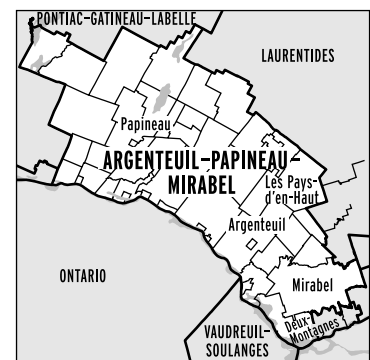 PONTIAC–GATINEAU–LABELLE
LAURENTIDES
Papineau
ARGENTEUIL–PAPINEAU–
MIRABEL
Les Pays-
d'en-Haut
Argenteuil
ONTARIO
Mirabel
Deux-
Montagnes
VAUDREUIL–
SOULANGES